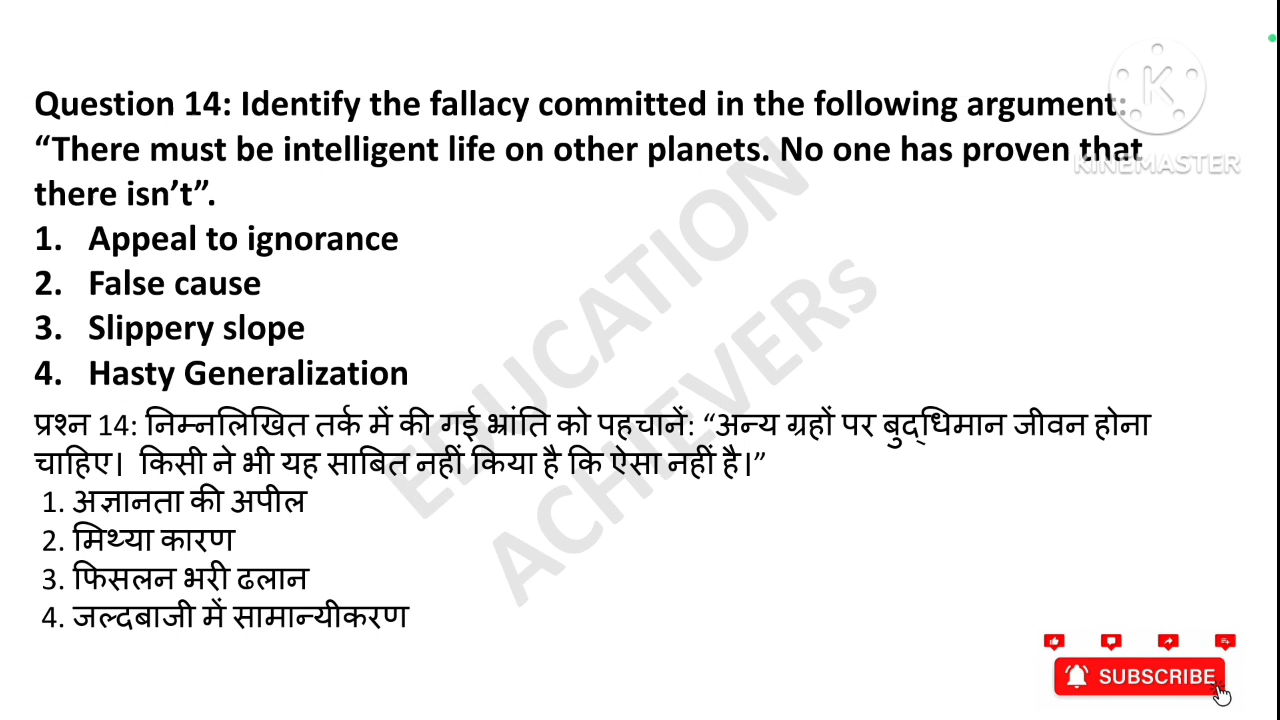 Question 14: Identify the fallacy committed in the following argument:
“There must be intelligent life on other planets. No one has proven that
there isn’t”.
1. Appeal to ignorance
2. False cause
3. Slippery slope
4. Hasty Generalization
प्रश्न 14: निम्नलिखित तर्क में की गई भ्रांति को पहचानें: “अन्य ग्रहों पर बुद्धिमान जीवन होना
चाहिए। किसी ने भी यह साबित नहीं किया है कि ऐसा नहीं है।”
1. अज्ञानता की अपील
2. मिथ्या कारण
3. फिसलन भरी ढलान
4. जल्दबाजी में सामान्यीकरण
EDUCATION
ACHIEVERs
K
KINEMASTER
SUBSCRIBE